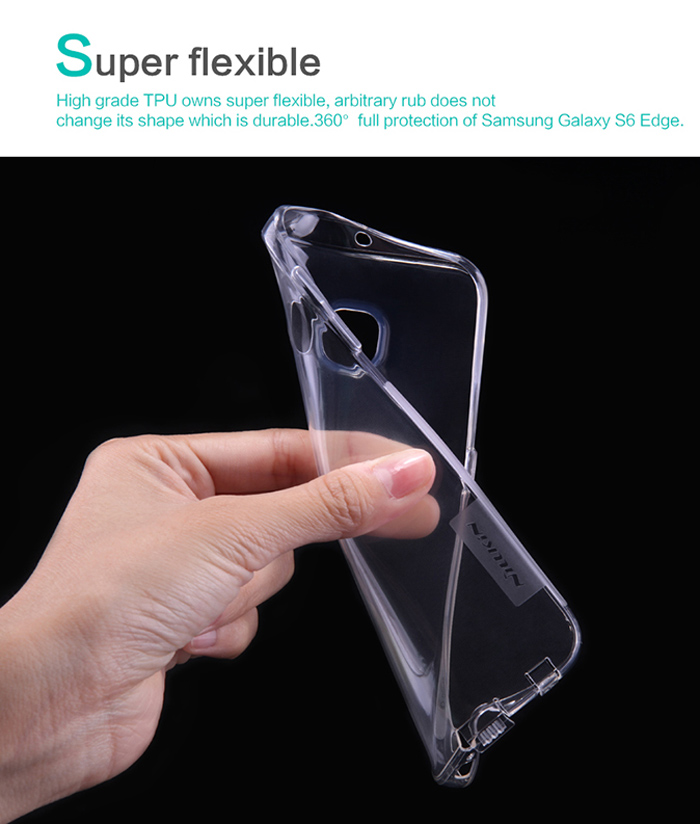 Super flexible
High grade TPU owns super flexible, arbitrary rub does not
change its shape which is durable.360° full protection of Samsung Galaxy S6 Edge.
NILLKIN